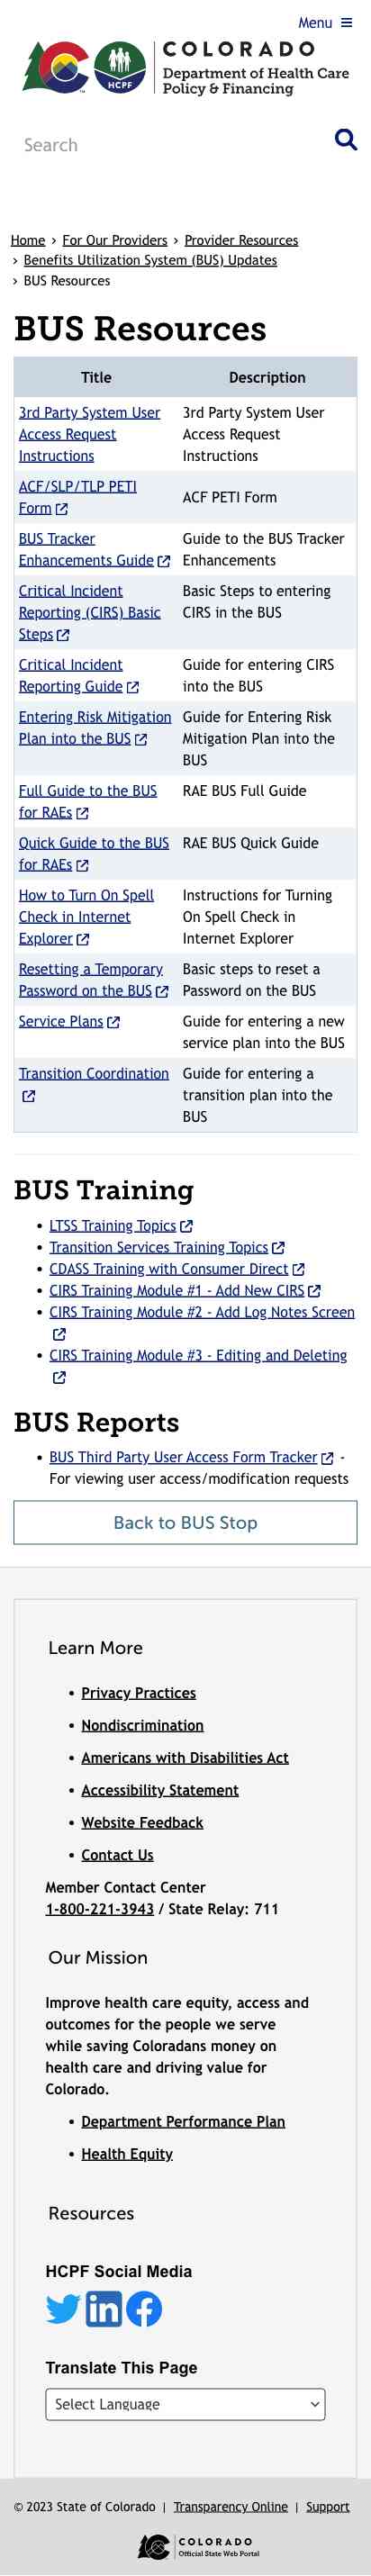 Menu
COLORADO
HCPF
Department of Health Care
Policy & Financing
Search
Home › For Our Providers › Provider Resources
› Benefits Utilization System (BUS) Updates
› BUS Resources
BUS Resources
Title Description
3rd Party System User Access Request Instructions 3rd Party System User Access Request Instructions
ACF/SLP/TLP PETI Form ACF PETI Form
BUS Tracker Enhancements Guide Guide to the BUS Tracker Enhancements
Critical Incident Reporting (CIRS) Basic Steps Basic Steps to entering CIRS in the BUS
Critical Incident Reporting Guide Guide for entering CIRS into the BUS
Entering Risk Mitigation Plan into the BUS Guide for Entering Risk Mitigation Plan into the BUS
Full Guide to the BUS for RAEs RAE BUS Full Guide
Quick Guide to the BUS for RAEs RAE BUS Quick Guide
How to Turn On Spell Check in Internet Explorer Instructions for Turning On Spell Check in Internet Explorer
Resetting a Temporary Password on the BUS Basic steps to reset a Password on the BUS
Service Plans Guide for entering a new service plan into the BUS
Transition Coordination Guide for entering a transition plan into the BUS
BUS Training
• LTSS Training Topics
• Transition Services Training Topics
• CDASS Training with Consumer Direct
• CIRS Training Module #1 - Add New CIRS
• CIRS Training Module #2 - Add Log Notes Screen
• CIRS Training Module #3 - Editing and Deleting
BUS Reports
• BUS Third Party User Access Form Tracker -
For viewing user access/modification requests
Back to BUS Stop
Learn More
• Privacy Practices
• Nondiscrimination
• Americans with Disabilities Act
• Accessibility Statement
• Website Feedback
• Contact Us
Member Contact Center
1-800-221-3943 / State Relay: 711
Our Mission
Improve health care equity, access and
outcomes for the people we serve
while saving Coloradans money on
health care and driving value for
Colorado.
• Department Performance Plan
• Health Equity
Resources
HCPF Social Media
Translate This Page
Select Language
© 2023 State of Colorado | Transparency Online | Support
COLORADO
Official State Web Portal